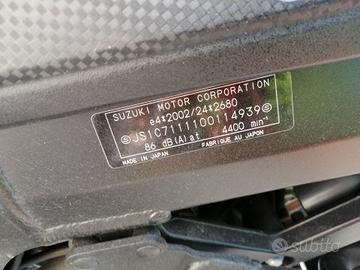 SUZUKI MOTOR CORPORATION
e4*2002/24*2680
JS1C7111100114939
86 dB(A)at 4400 min⁻¹
MADE IN JAPAN FABRIQUE AU JAPON
subito